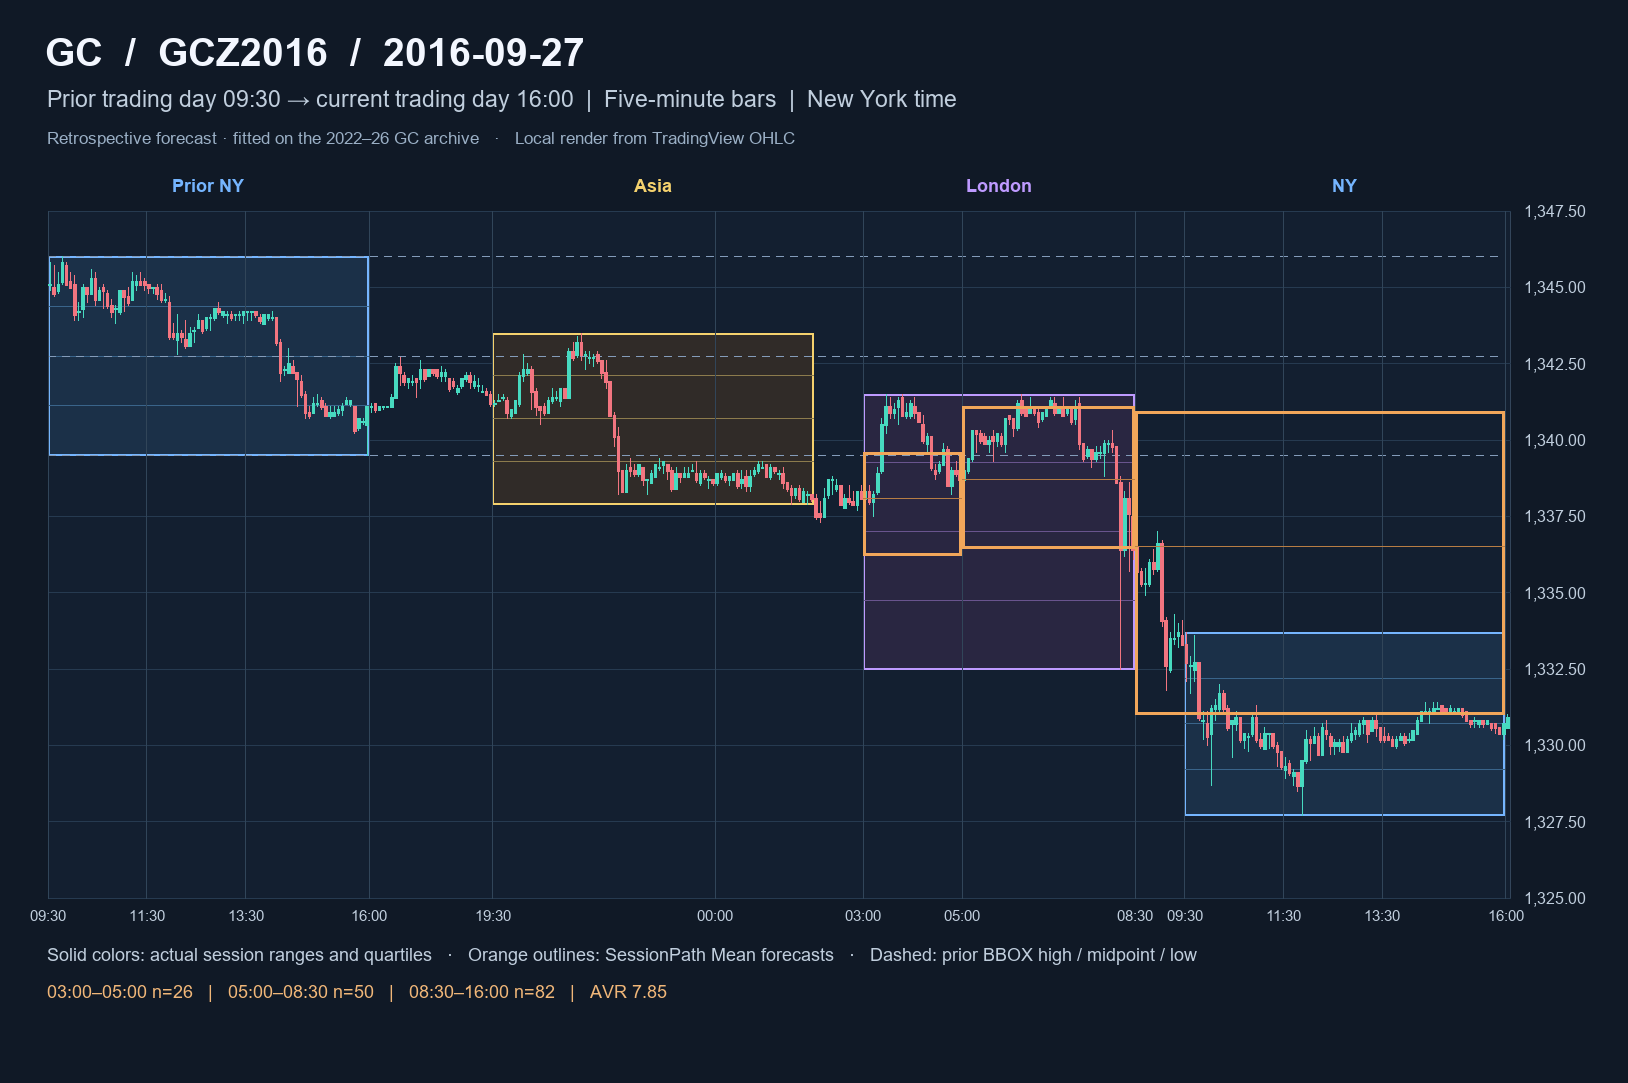 GC / GCZ2016 / 2016-09-27
Prior trading day 09:30 → current trading day 16:00 | Five-minute bars | New York time
Retrospective forecast · fitted on the 2022–26 GC archive · Local render from TradingView OHLC
Prior NY Asia London NY
1,347.50
1,345.00
1,342.50
1,340.00
1,337.50
1,335.00
1,332.50
1,330.00
1,327.50
1,325.00
09:30 11:30 13:30 16:00 19:30 00:00 03:00 05:00 08:30 09:30 11:30 13:30 16:00
Solid colors: actual session ranges and quartiles · Orange outlines: SessionPath Mean forecasts · Dashed: prior BBOX high / midpoint / low
03:00–05:00 n=26 | 05:00–08:30 n=50 | 08:30–16:00 n=82 | AVR 7.85